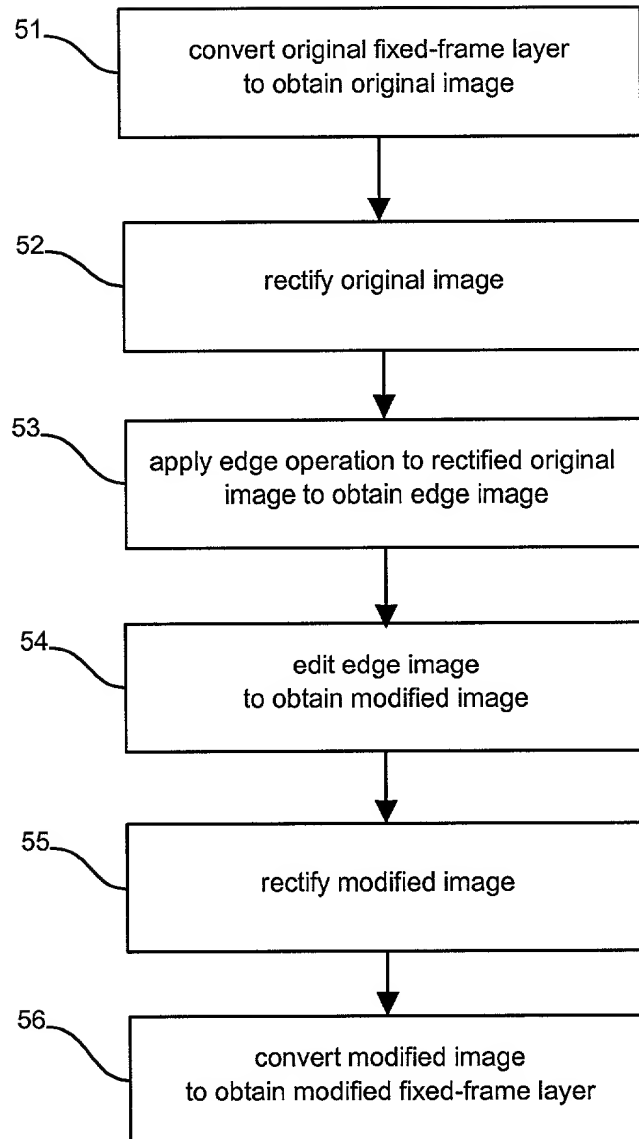 51
convert original fixed-frame layer
to obtain original image
52
rectify original image
53
apply edge operation to rectified original
image to obtain edge image
54
edit edge image
to obtain modified image
55
rectify modified image
56
convert modified image
to obtain modified fixed-frame layer